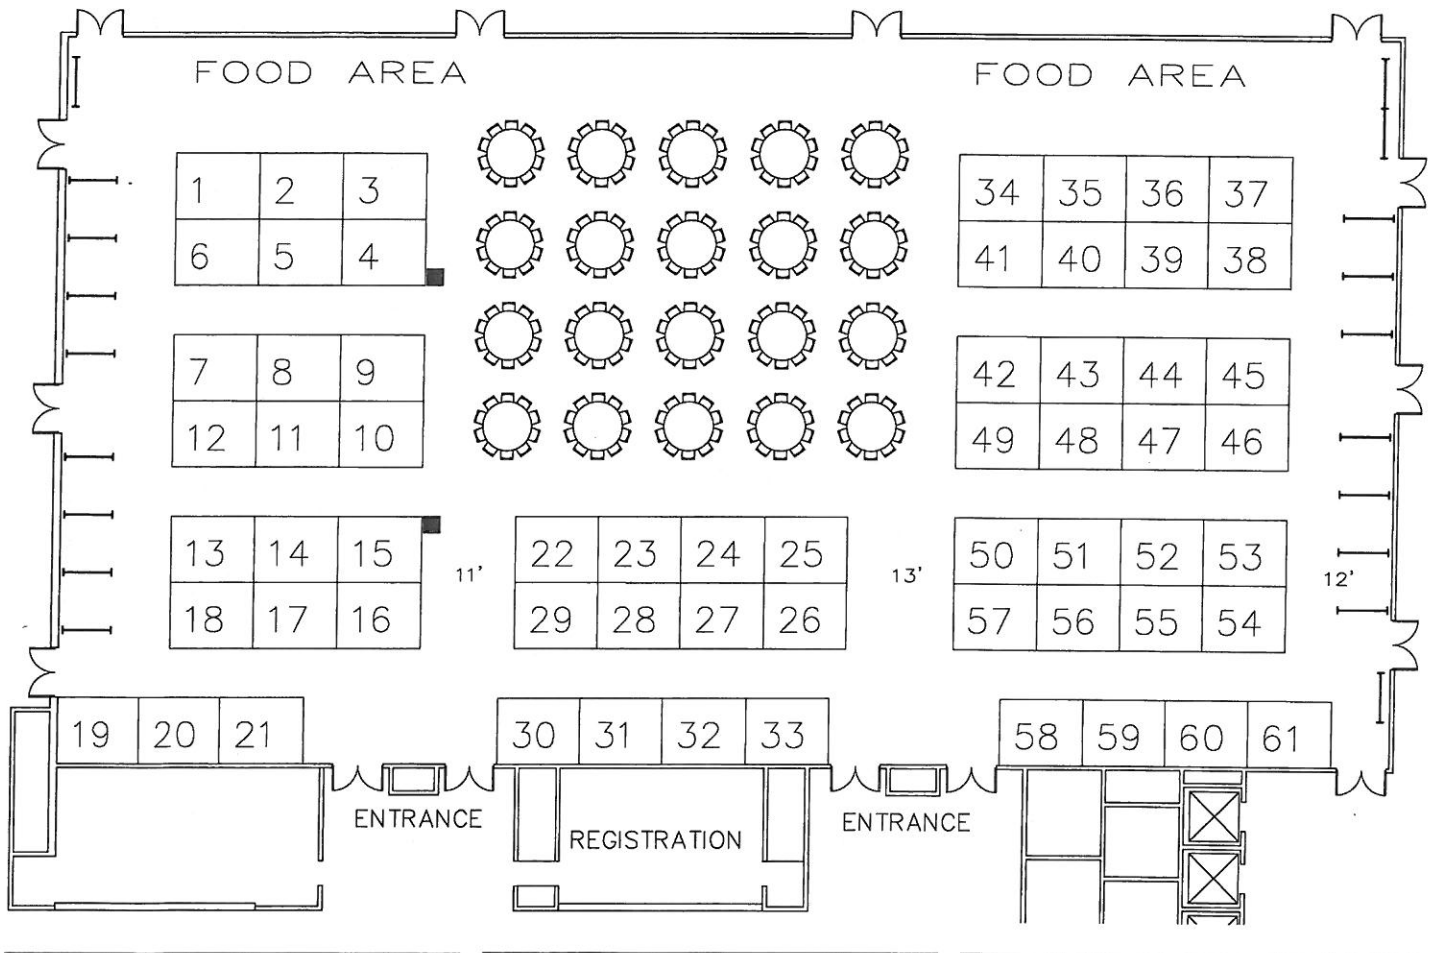 FOOD AREA FOOD AREA
1 2 3 34 35 36 37
6 5 4 41 40 39 38
7 8 9 42 43 44 45
12 11 10 49 48 47 46
13 14 15 22 23 24 25 50 51 52 53
11' 13' 12'
18 17 16 29 28 27 26 57 56 55 54
19 20 21 30 31 32 33 58 59 60 61
ENTRANCE ENTRANCE
REGISTRATION